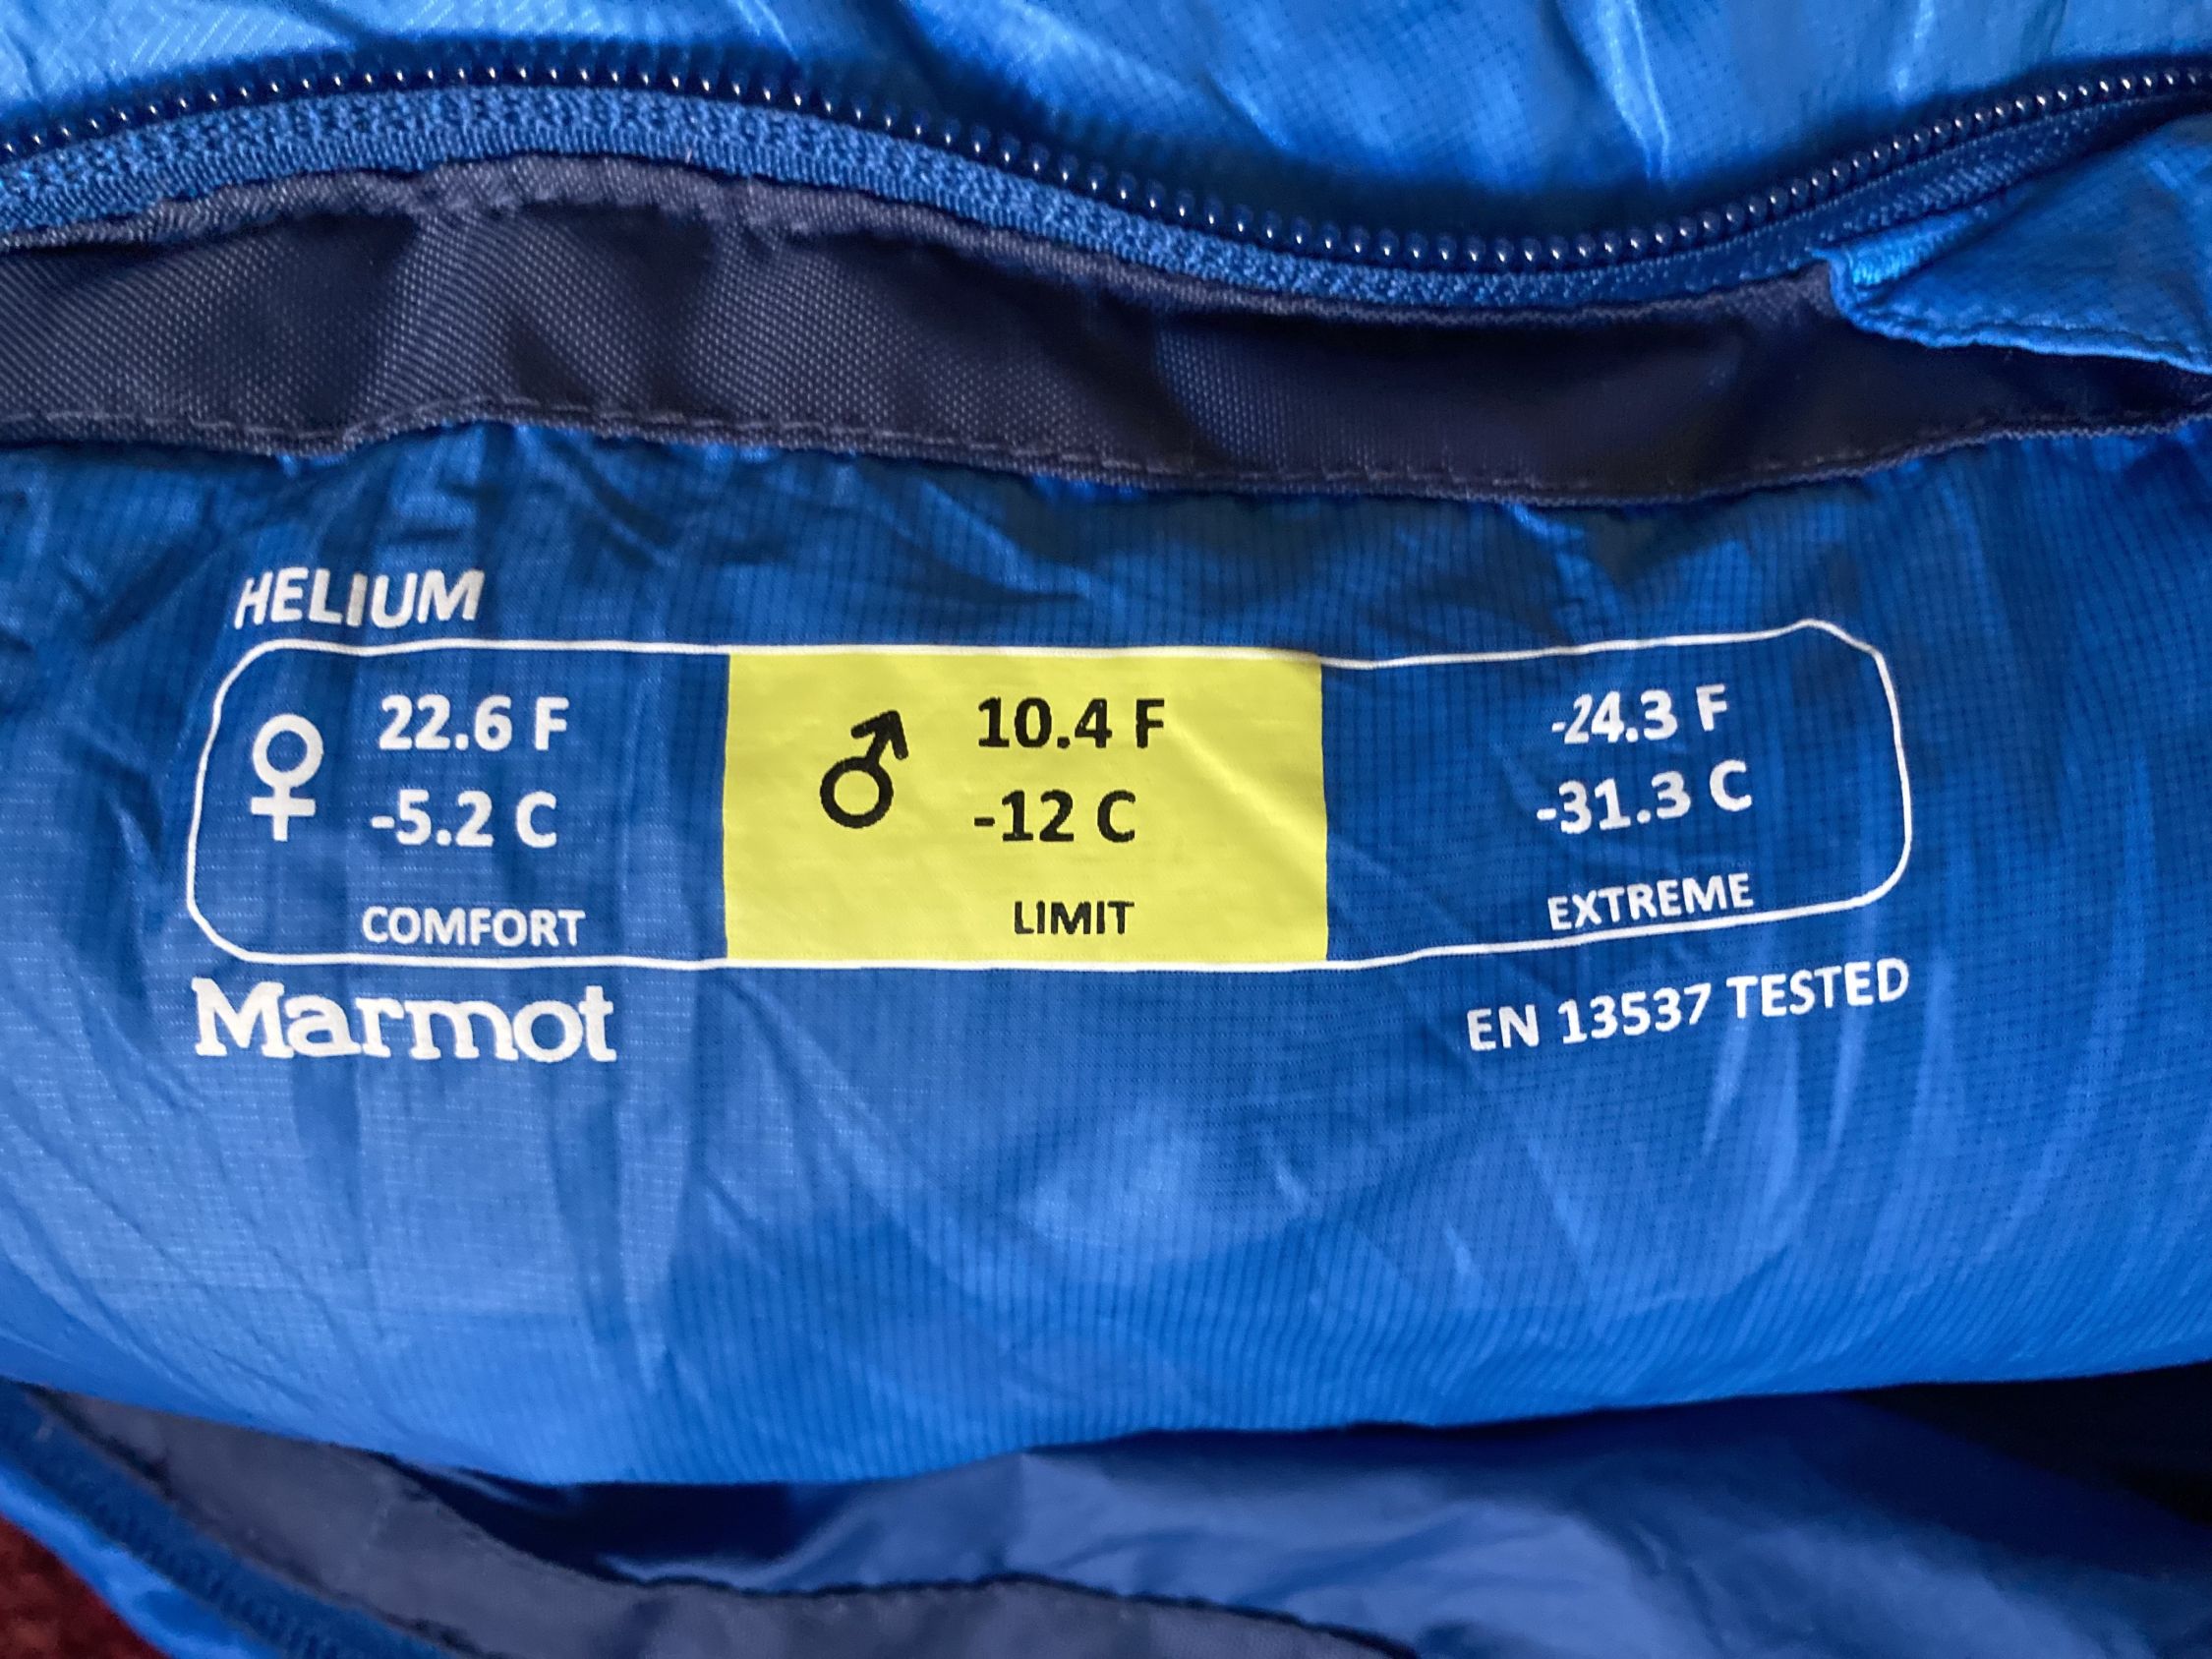 HELIUM
♀ 22.6 F
-5.2 C
COMFORT
♂ 10.4 F
-12 C
LIMIT
-24.3 F
-31.3 C
EXTREME
Marmot
EN 13537 TESTED